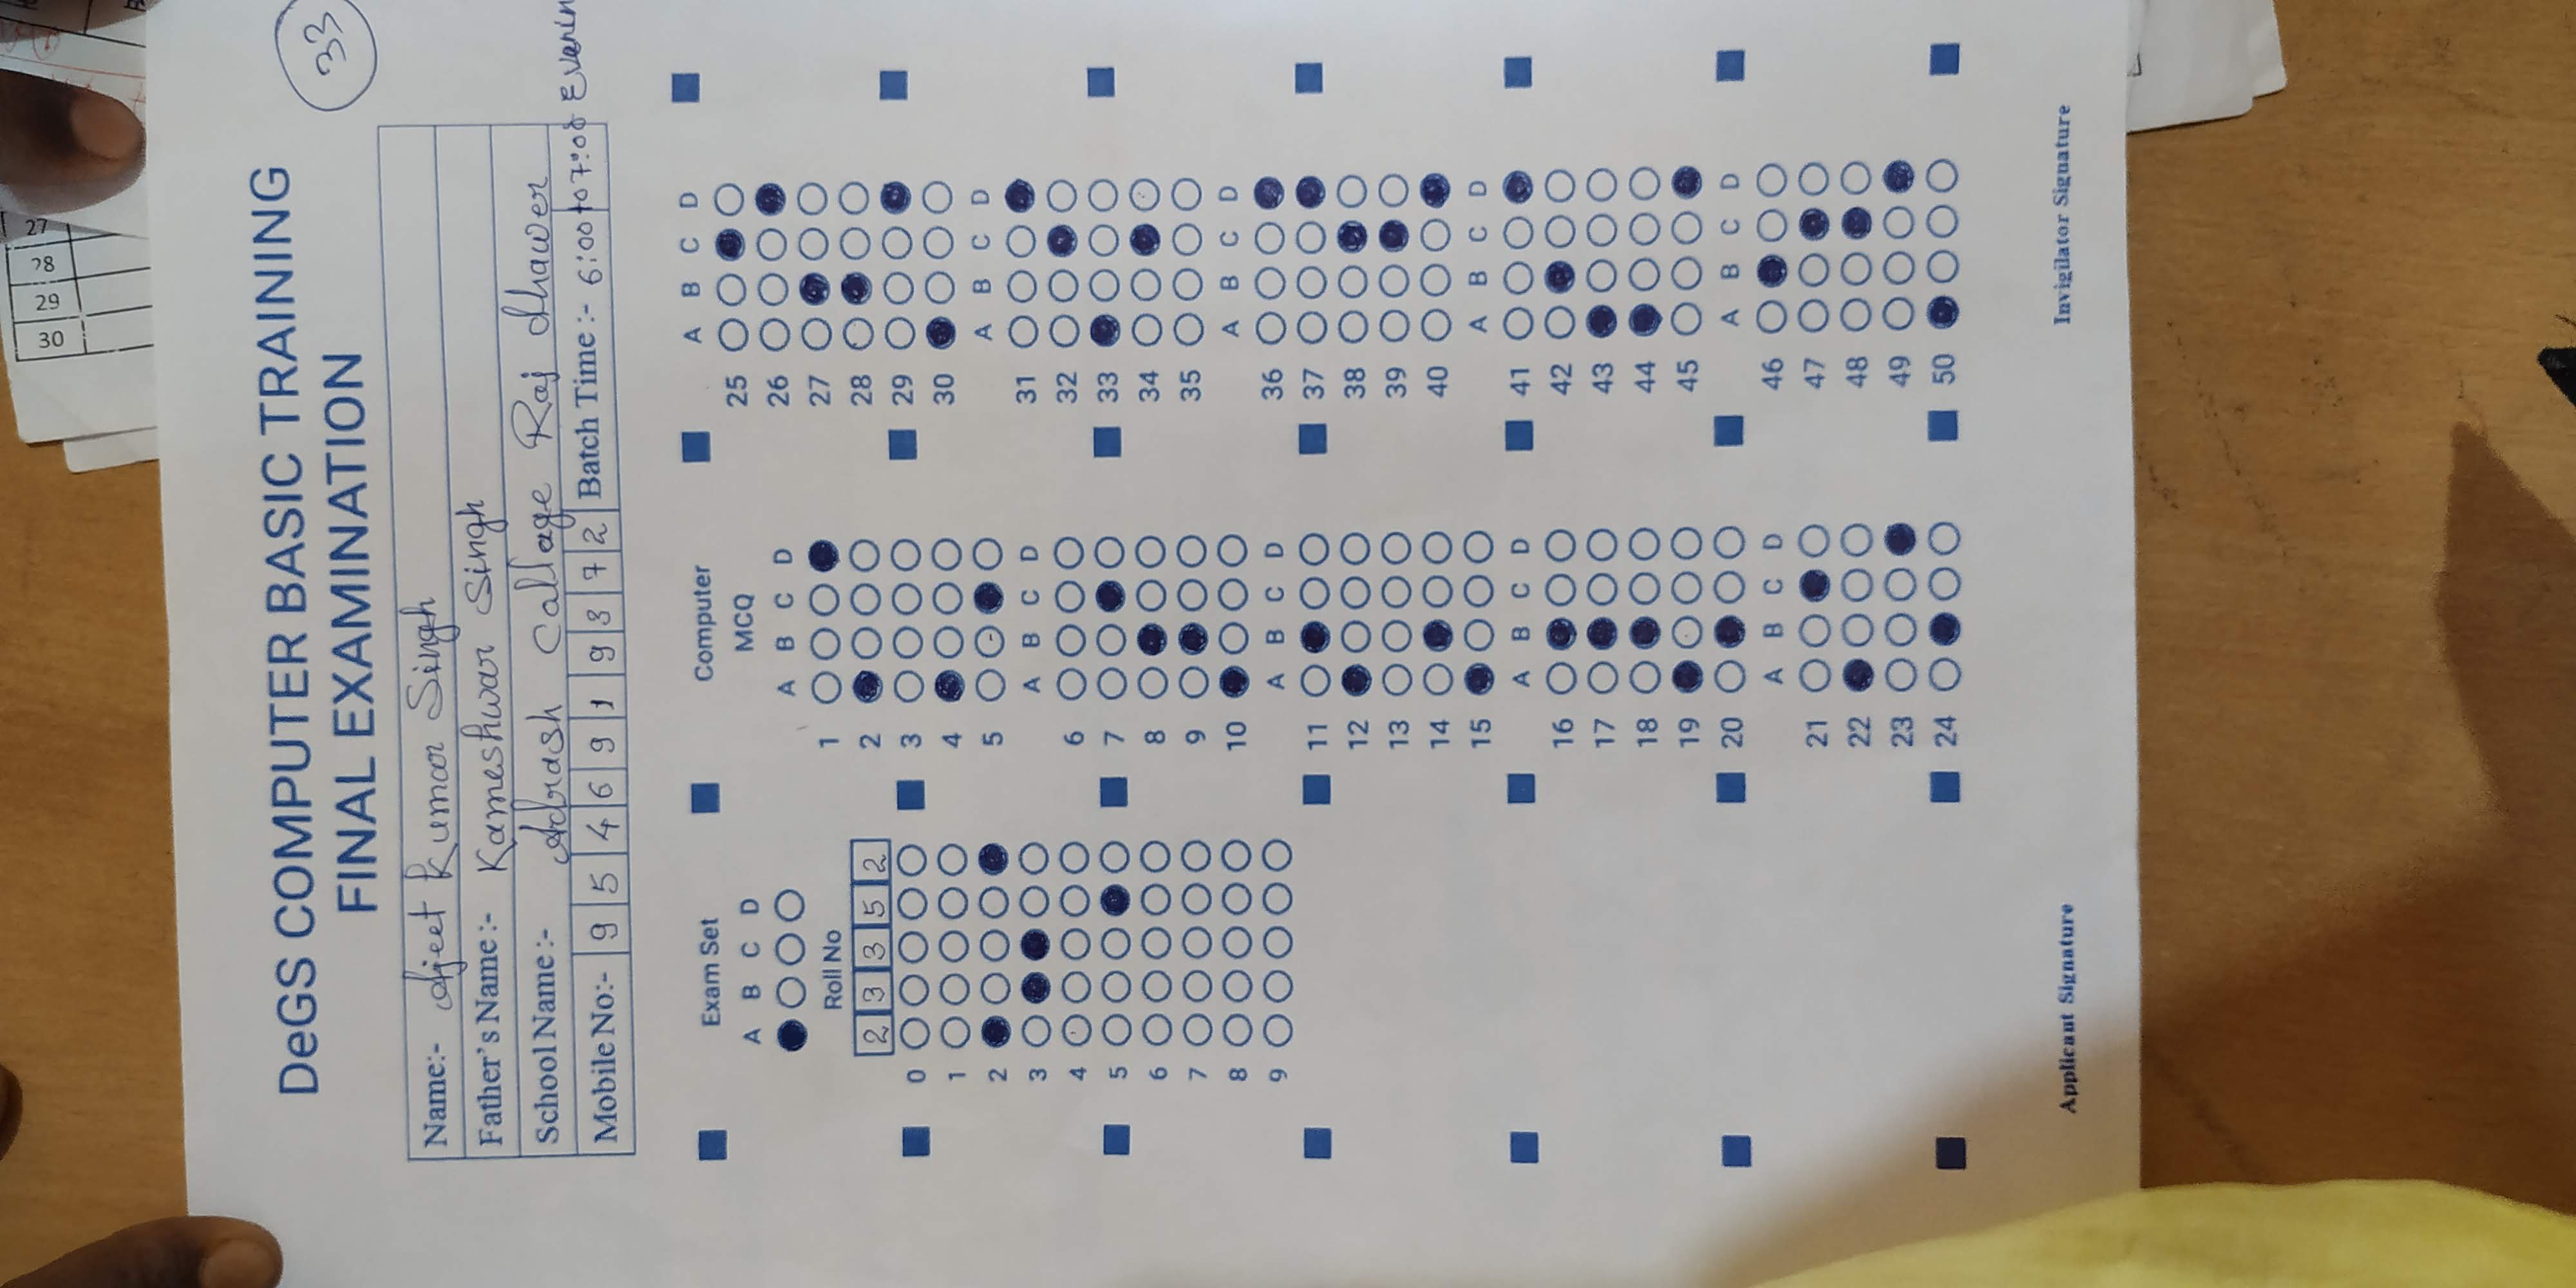 30 29 28 27
DeGS COMPUTER BASIC TRAINING
FINAL EXAMINATION
33
Name:- Ajeet Kumar Singh
Father's Name :- Kameshwar Singh
School Name :- Adrash Callage Raj dhawer
Mobile No:- 9 5 4 6 9 1 9 3 7 2 Batch Time :- 6:00 to 07:00 Evenin
Exam Set
A B C D
Roll No
2 3 3 5 2
0
1
2
3
4
5
6
7
8
9
Computer
MCQ
A B C D
1
2
3
4
5
A B C D
6
7
8
9
10
A B C D
11
12
13
14
15
A B C D
16
17
18
19
20
A B C D
21
22
23
24
A B C D
25
26
27
28
29
30
A B C D
31
32
33
34
35
A B C D
36
37
38
39
40
A B C D
41
42
43
44
45
A B C D
46
47
48
49
50
Applicant Signature
Invigilator Signature